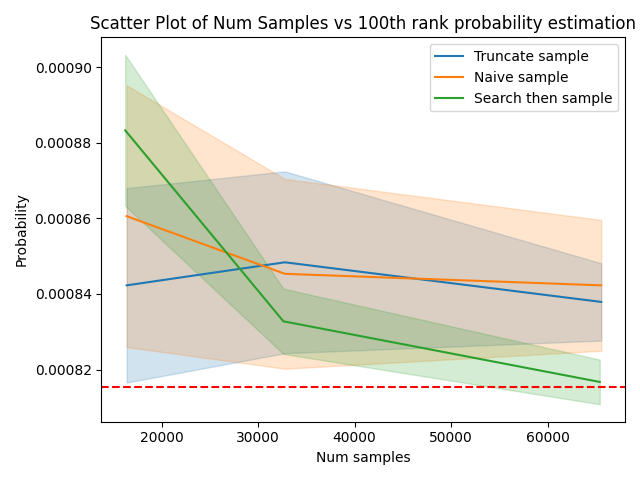 Scatter Plot of Num Samples vs 100th rank probability estimation
Truncate sample
Naive sample
Search then sample
0.00090
0.00088
0.00086
0.00084
0.00082
Probability
20000
30000
40000
50000
60000
Num samples